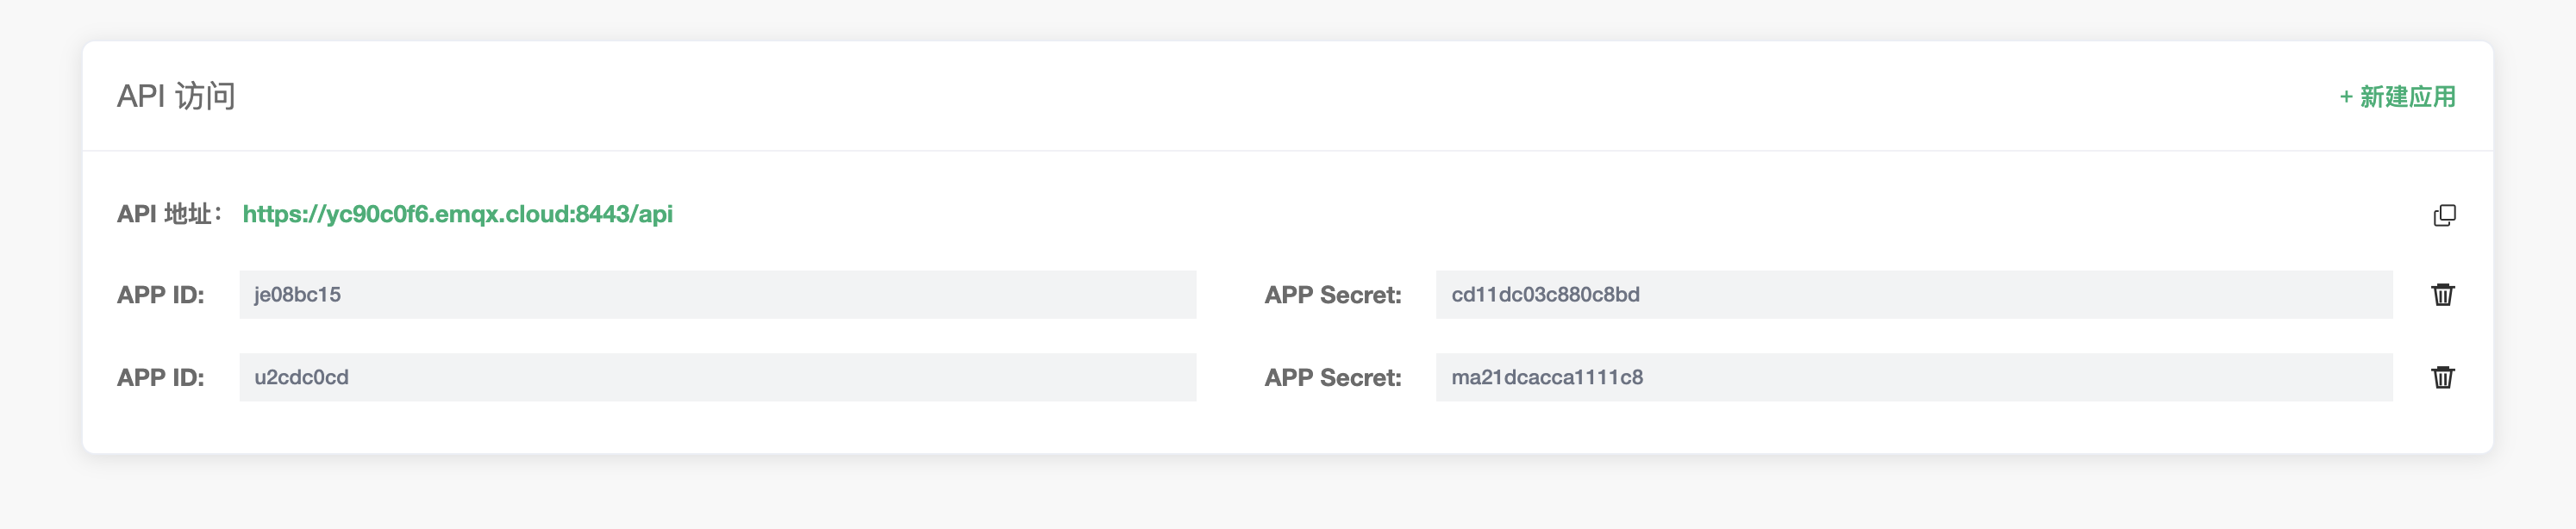 API 访问
+ 新建应用
API 地址： https://yc90c0f6.emqx.cloud:8443/api
APP ID: je08bc15 APP Secret: cd11dc03c880c8bd
APP ID: u2cdc0cd APP Secret: ma21dcacca1111c8